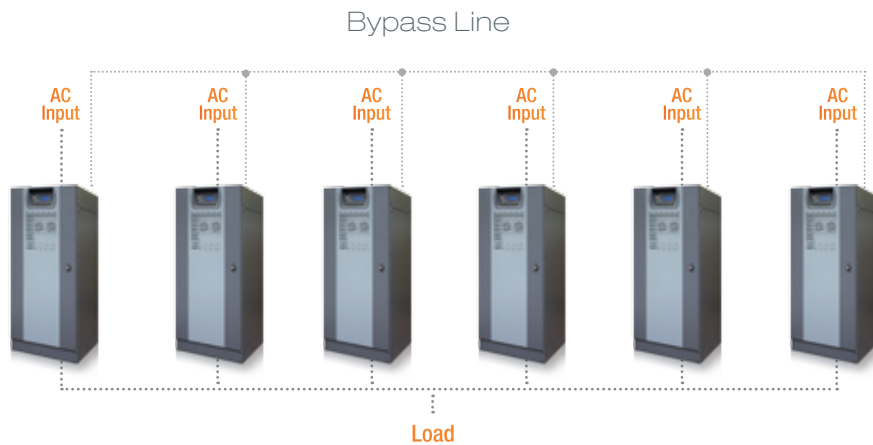 Bypass Line
AC
Input
AC
Input
AC
Input
AC
Input
AC
Input
AC
Input
Load